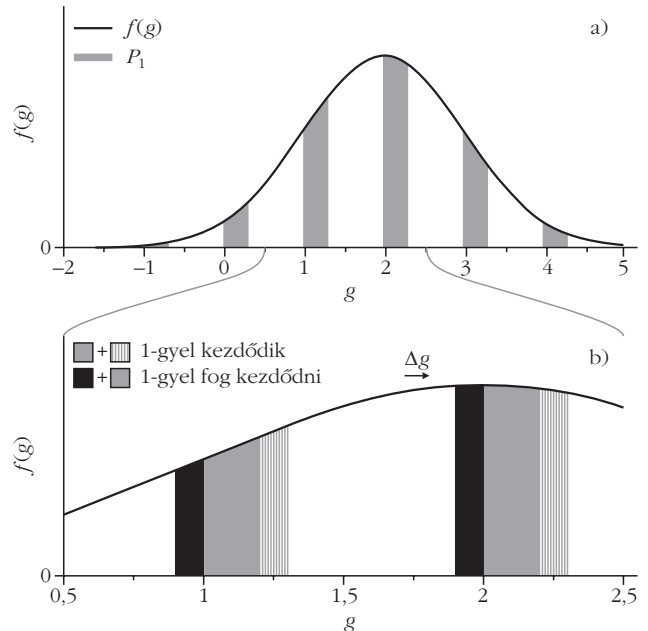 f(g)
P₁
a)
f(g)
0
−2 −1 0 1 2 3 4 5
g
+ 1-gyel kezdődik
+ 1-gyel fog kezdődni
Δg
b)
f(g)
0
0,5 1 1,5 2 2,5
g